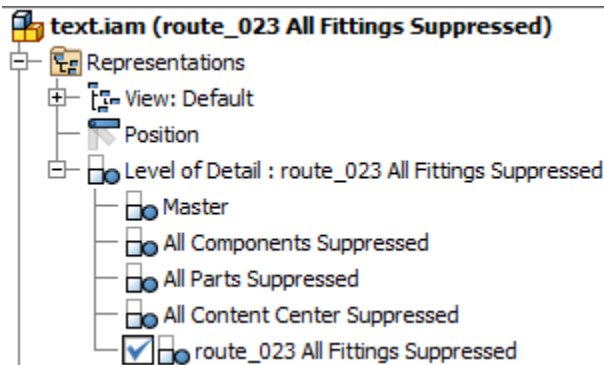 text.iam (route_023 All Fittings Suppressed)
Representations
View: Default
Position
Level of Detail : route_023 All Fittings Suppressed
Master
All Components Suppressed
All Parts Suppressed
All Content Center Suppressed
route_023 All Fittings Suppressed